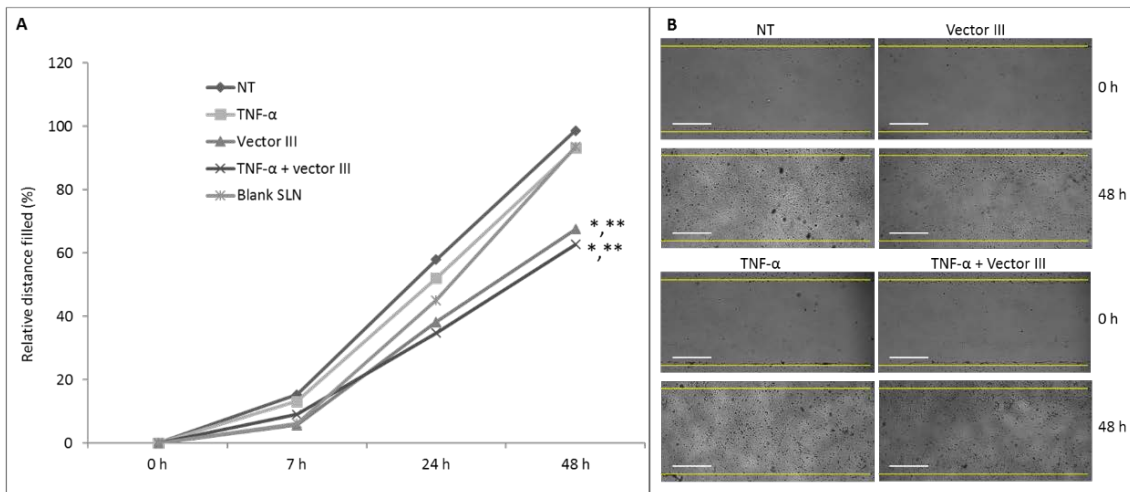 A
Relative distance filled (%)
120
100
80
60
40
20
0
0 h
7 h
24 h
48 h
NT
TNF-α
Vector III
TNF-α + vector III
Blank SLN
*,**
*,**
B
NT
Vector III
0 h
48 h
TNF-α
TNF-α + Vector III
0 h
48 h